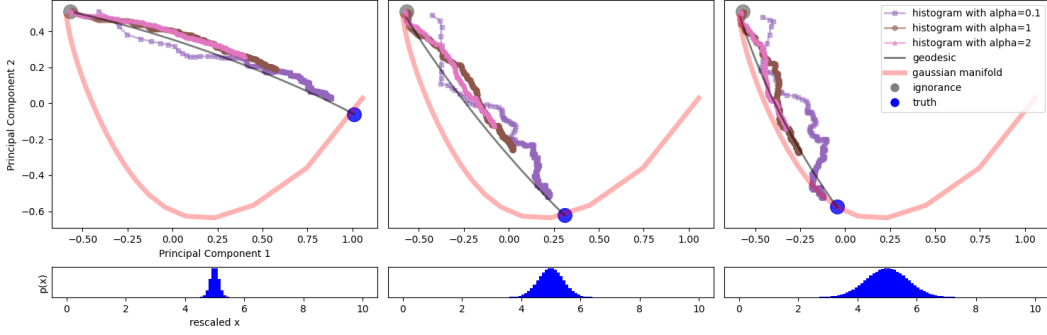 Principal Component 2
0.4
0.2
0.0
−0.2
−0.4
−0.6
−0.50 −0.25 0.00 0.25 0.50 0.75 1.00
Principal Component 1
−0.50 −0.25 0.00 0.25 0.50 0.75 1.00
−0.50 −0.25 0.00 0.25 0.50 0.75 1.00
histogram with alpha=0.1
histogram with alpha=1
histogram with alpha=2
geodesic
gaussian manifold
ignorance
truth
p(x)
0 2 4 6 8 10
rescaled x
0 2 4 6 8 10
0 2 4 6 8 10